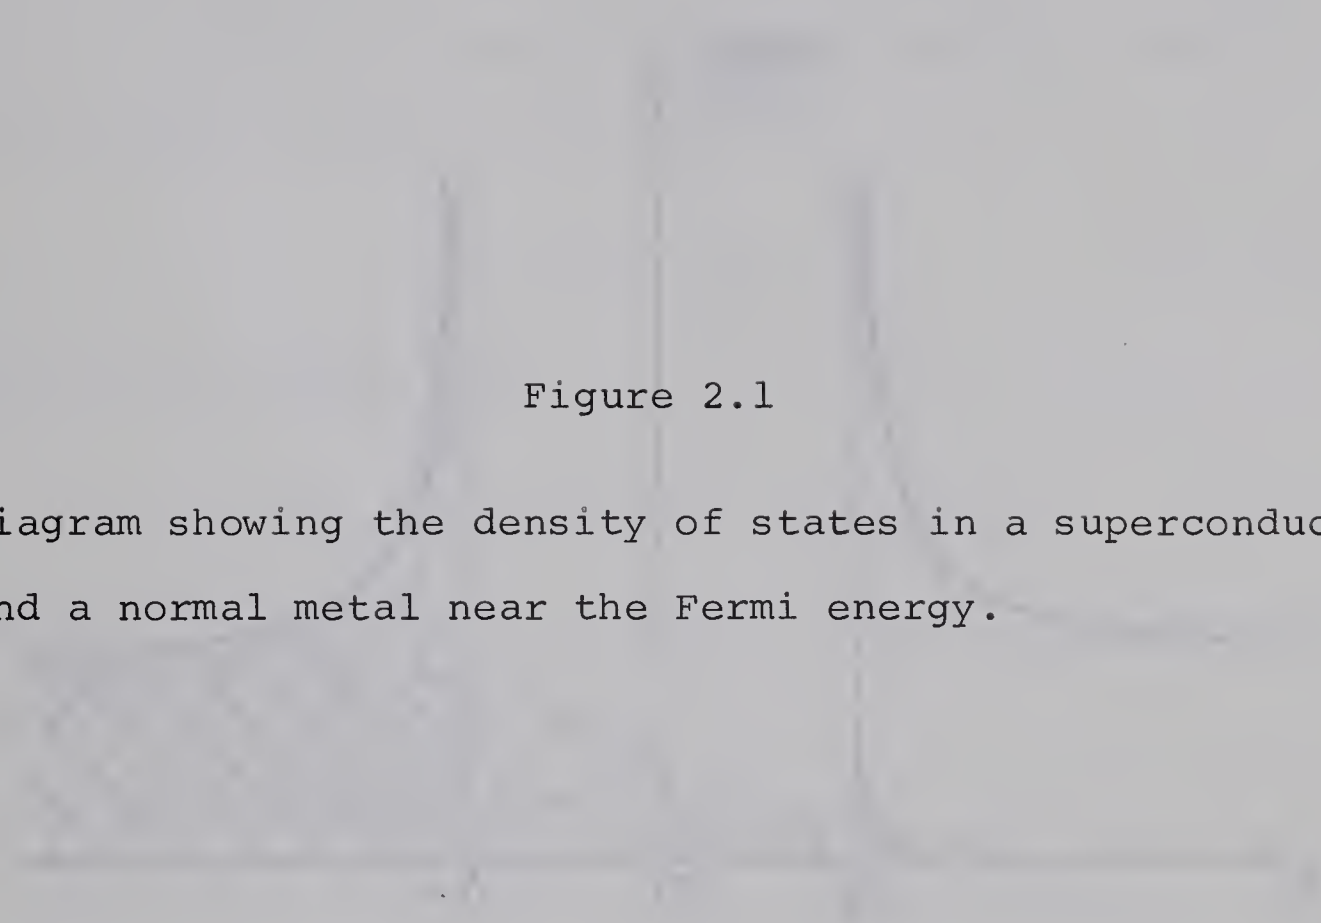 Figure 2.1
iagram showing the density of states in a superconduc
nd a normal metal near the Fermi energy.